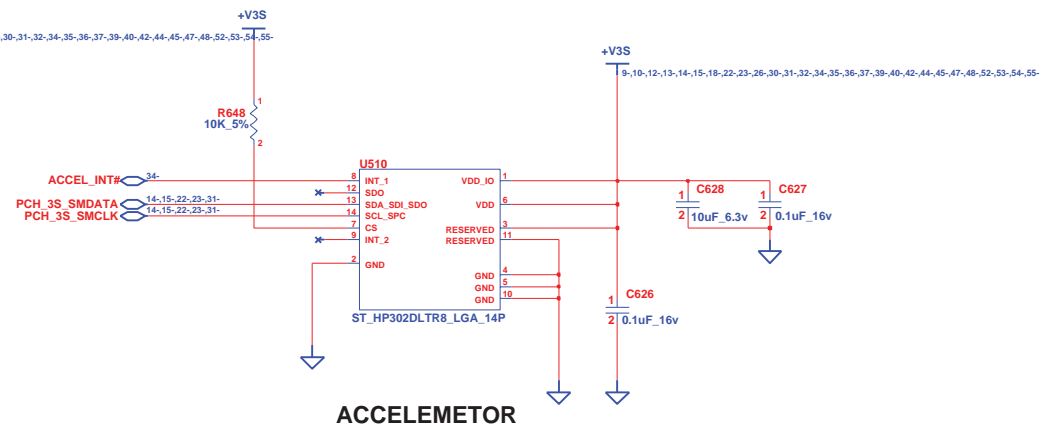 +V3S
,30-,31-,32-,34-,35-,36-,37-,39-,40-,42-,44-,45-,47-,48-,52-,53-,54-,55-
+V3S
9-,10-,12-,13-,14-,15-,18-,22-,23-,26-,30-,31-,32-,34-,35-,36-,37-,39-,40-,42-,44-,45-,47-,48-,52-,53-,54-,55-
1
R648
10K_5%
2
U510
ACCEL_INT# 34- 8 INT_1 VDD_IO 1
12 SDO
PCH_3S_SMDATA 14-,15-,22-,23-,31- 13 SDA_SDI_SDO VDD 6
PCH_3S_SMCLK 14-,15-,22-,23-,31- 14 SCL_SPC
7 CS RESERVED 3
9 INT_2 RESERVED 11
2 GND
GND 4
GND 5
GND 10
ST_HP302DLTR8_LGA_14P
1 C628
2 10uF_6.3v
1 C627
2 0.1uF_16v
1 C626
2 0.1uF_16v
ACCELEMETOR